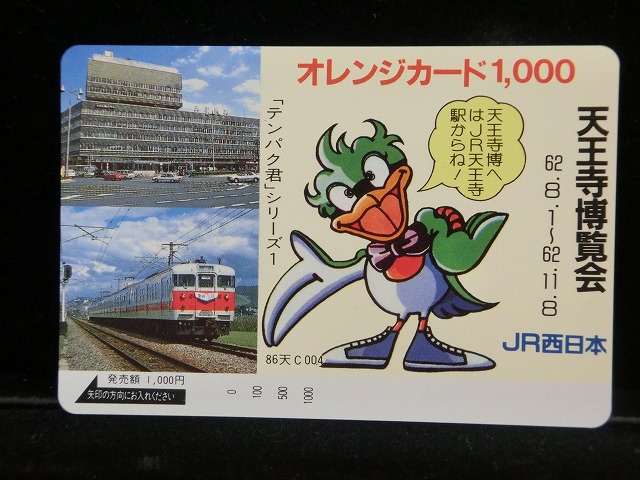 オレンジカード1,000
天王寺博へ
はJR天王寺
駅からね!
天王寺博覧会
62.8.1〜62.11.8
「テンパク君」シリーズ1
JR西日本
86天C004
発売額 1,000円
矢印の方向にお入れください
0 100 500 1000